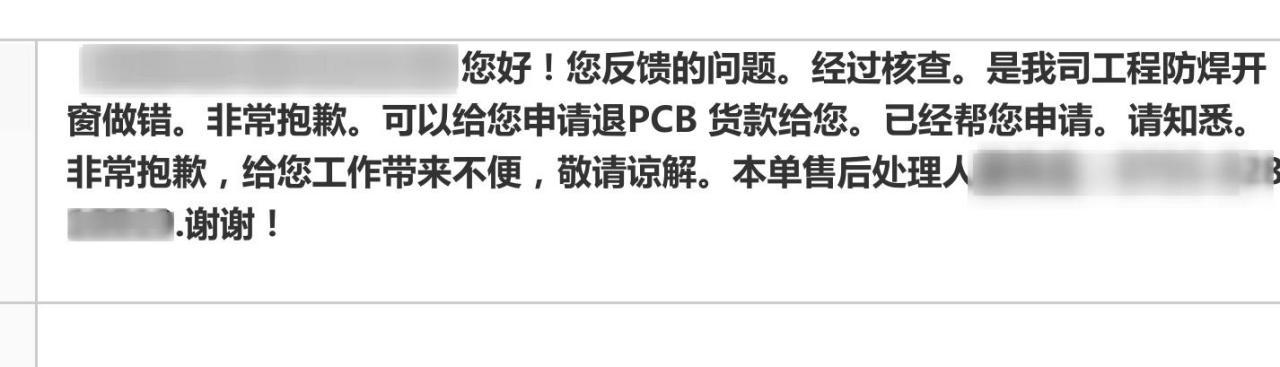 您好！您反馈的问题。经过核查。是我司工程防焊开
窗做错。非常抱歉。可以给您申请退PCB 货款给您。已经帮您申请。请知悉。
非常抱歉，给您工作带来不便，敬请谅解。本单售后处理人
.谢谢！